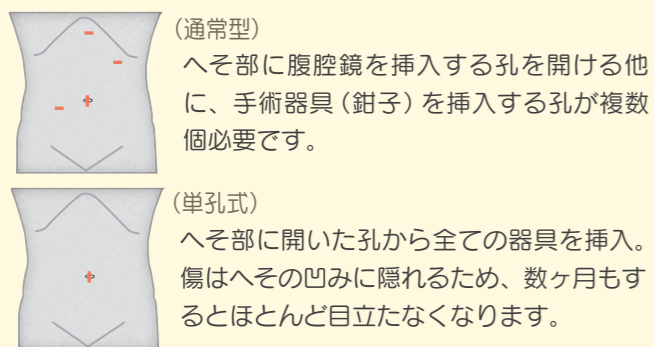 （通常型）
へそ部に腹腔鏡を挿入する孔を開ける他
に、手術器具（鉗子）を挿入する孔が複数
個必要です。
（単孔式）
へそ部に開いた孔から全ての器具を挿入。
傷はへその凹みに隠れるため、数ヶ月もす
るとほとんど目立たなくなります。